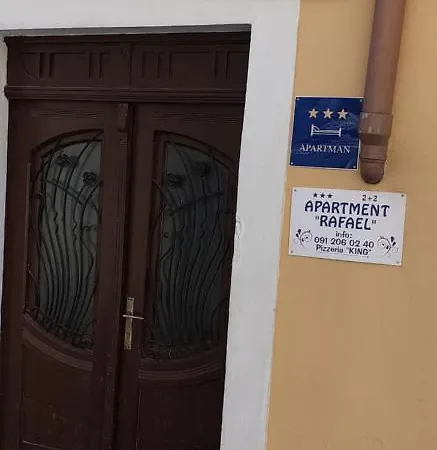 APARTMAN
2+2
APARTMENT
"RAFAEL"
info:
091 206 02 40
Pizzeria "KING"